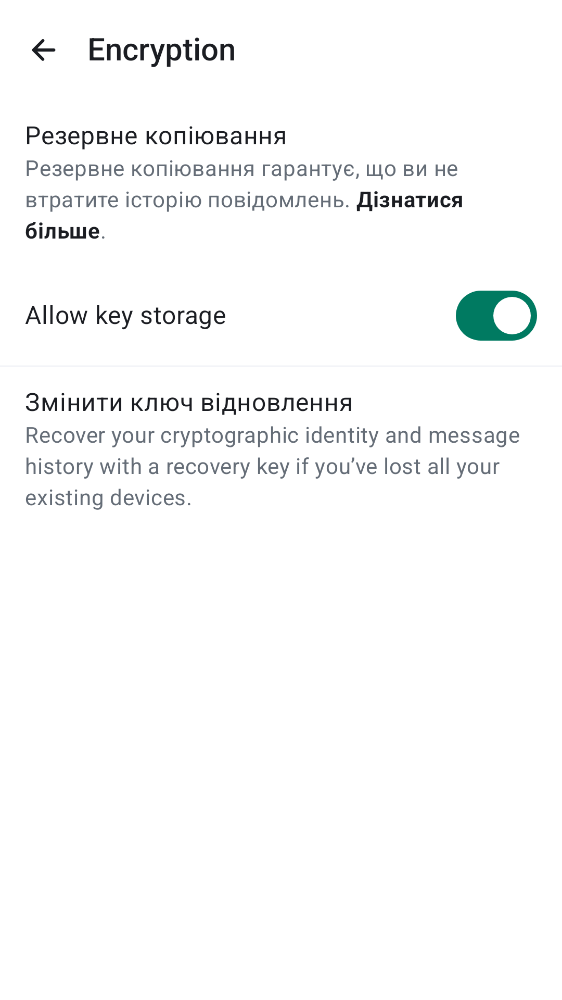 Encryption
Резервне копіювання
Резервне копіювання гарантує, що ви не
втратите історію повідомлень. Дізнатися
більше.
Allow key storage
Змінити ключ відновлення
Recover your cryptographic identity and message
history with a recovery key if you’ve lost all your
existing devices.